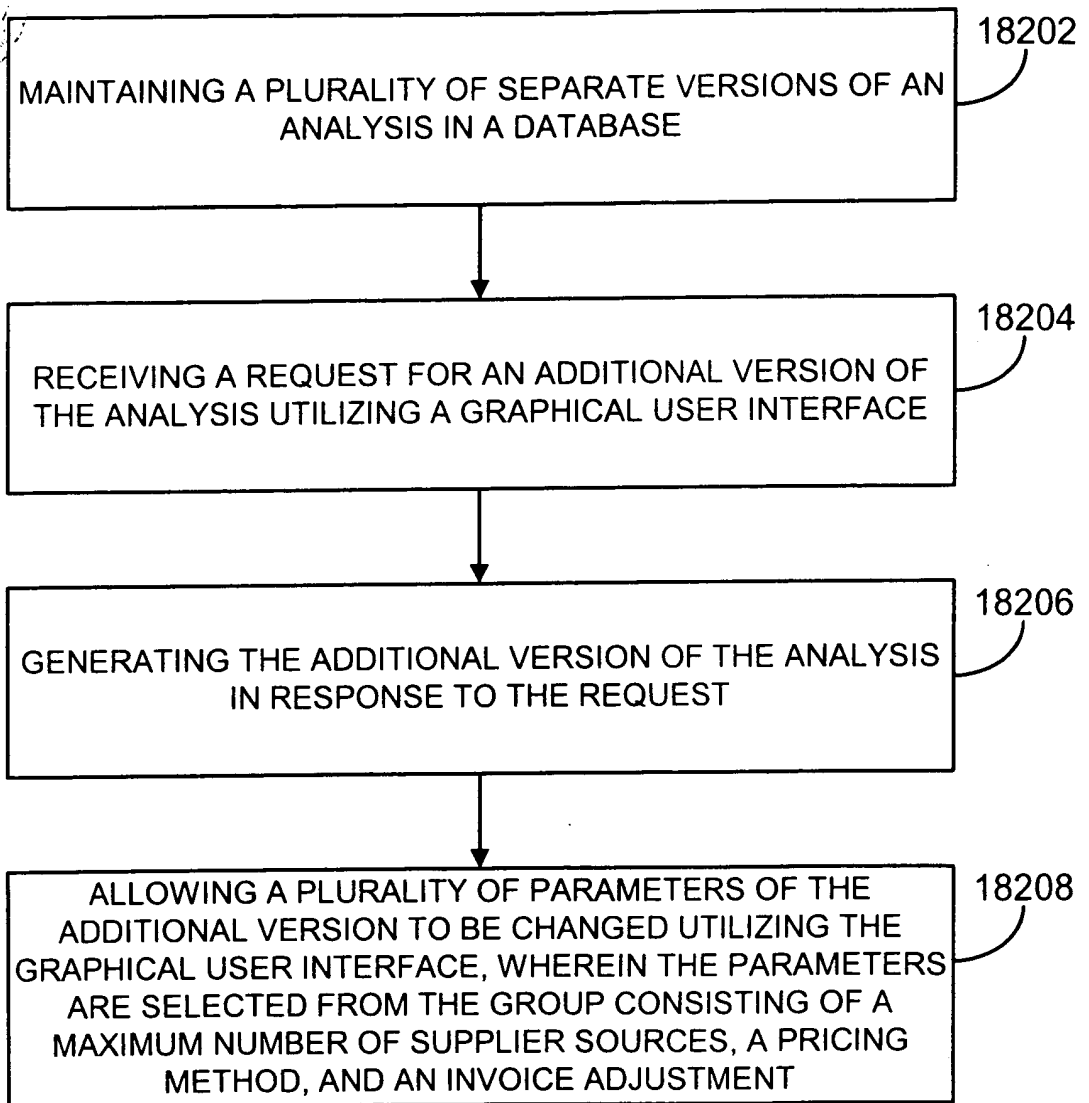 18202
MAINTAINING A PLURALITY OF SEPARATE VERSIONS OF AN
ANALYSIS IN A DATABASE
18204
RECEIVING A REQUEST FOR AN ADDITIONAL VERSION OF
THE ANALYSIS UTILIZING A GRAPHICAL USER INTERFACE
18206
GENERATING THE ADDITIONAL VERSION OF THE ANALYSIS
IN RESPONSE TO THE REQUEST
18208
ALLOWING A PLURALITY OF PARAMETERS OF THE
ADDITIONAL VERSION TO BE CHANGED UTILIZING THE
GRAPHICAL USER INTERFACE, WHEREIN THE PARAMETERS
ARE SELECTED FROM THE GROUP CONSISTING OF A
MAXIMUM NUMBER OF SUPPLIER SOURCES, A PRICING
METHOD, AND AN INVOICE ADJUSTMENT